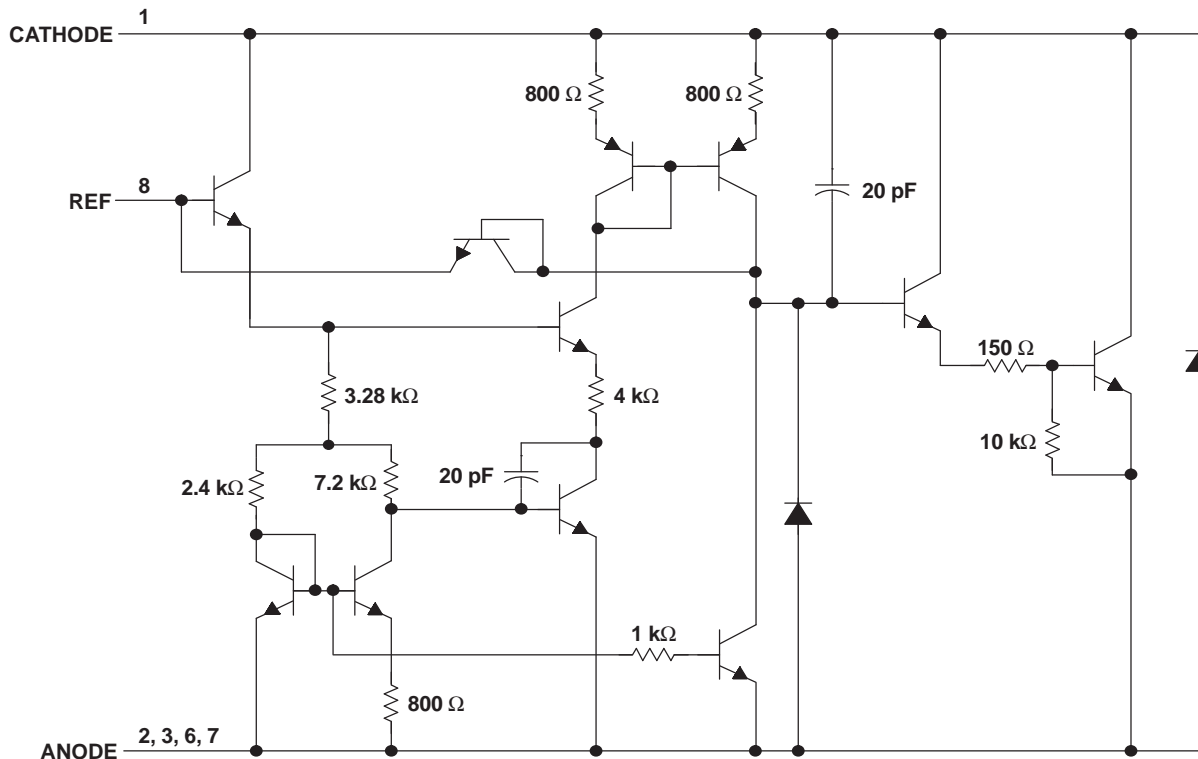 1
CATHODE
800 Ω
800 Ω
8
REF
20 pF
150 Ω
3.28 kΩ
4 kΩ
10 kΩ
2.4 kΩ
7.2 kΩ
20 pF
1 kΩ
800 Ω
2, 3, 6, 7
ANODE